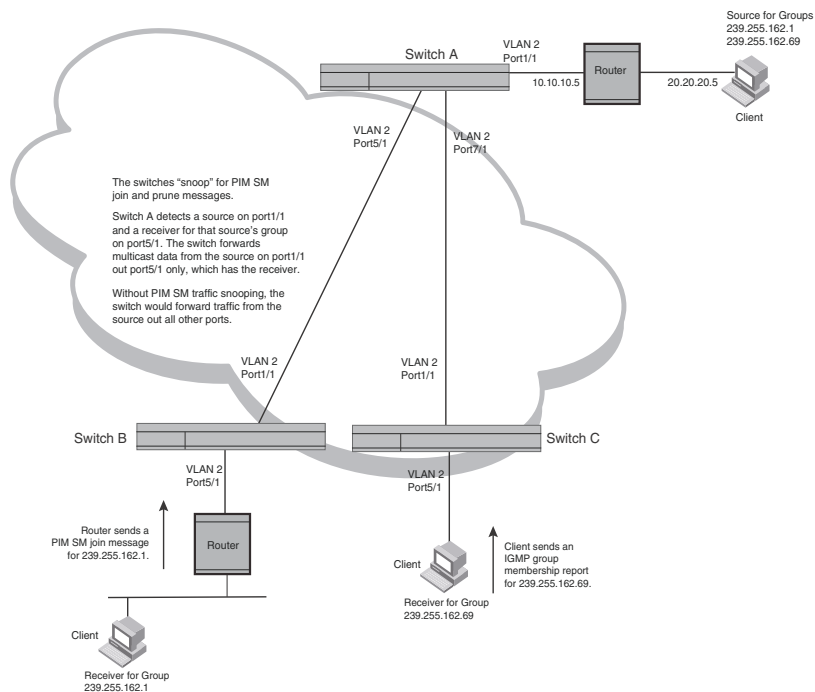 Source for Groups
239.255.162.1
239.255.162.69
VLAN 2
Port1/1
Switch A
Router
10.10.10.5
20.20.20.5
Client
VLAN 2
Port5/1
VLAN 2
Port7/1
The switches “snoop” for PIM SM
join and prune messages.
Switch A detects a source on port1/1
and a receiver for that source’s group
on port5/1. The switch forwards
multicast data from the source on port1/1
out port5/1 only, which has the receiver.
Without PIM SM traffic snooping, the
switch would forward traffic from the
source out all other ports.
VLAN 2
Port1/1
VLAN 2
Port1/1
Switch B
Switch C
VLAN 2
Port5/1
VLAN 2
Port5/1
Router sends a
PIM SM join message
for 239.255.162.1.
Router
Client
Client sends an
IGMP group
membership report
for 239.255.162.69.
Receiver for Group
239.255.162.69
Client
Receiver for Group
239.255.162.1